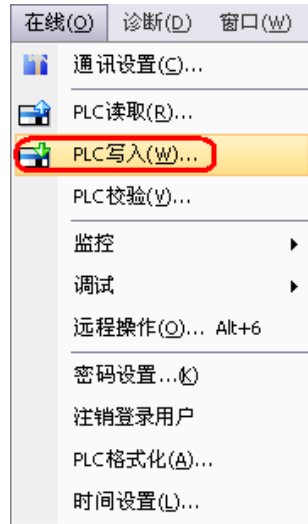 在线(O) 诊断(D) 窗口(W)
通讯设置(C)...
PLC读取(R)...
PLC写入(W)...
PLC校验(V)...
监控
调试
远程操作(O)... Alt+6
密码设置...(K)
注销登录用户
PLC格式化(A)...
时间设置(L)...